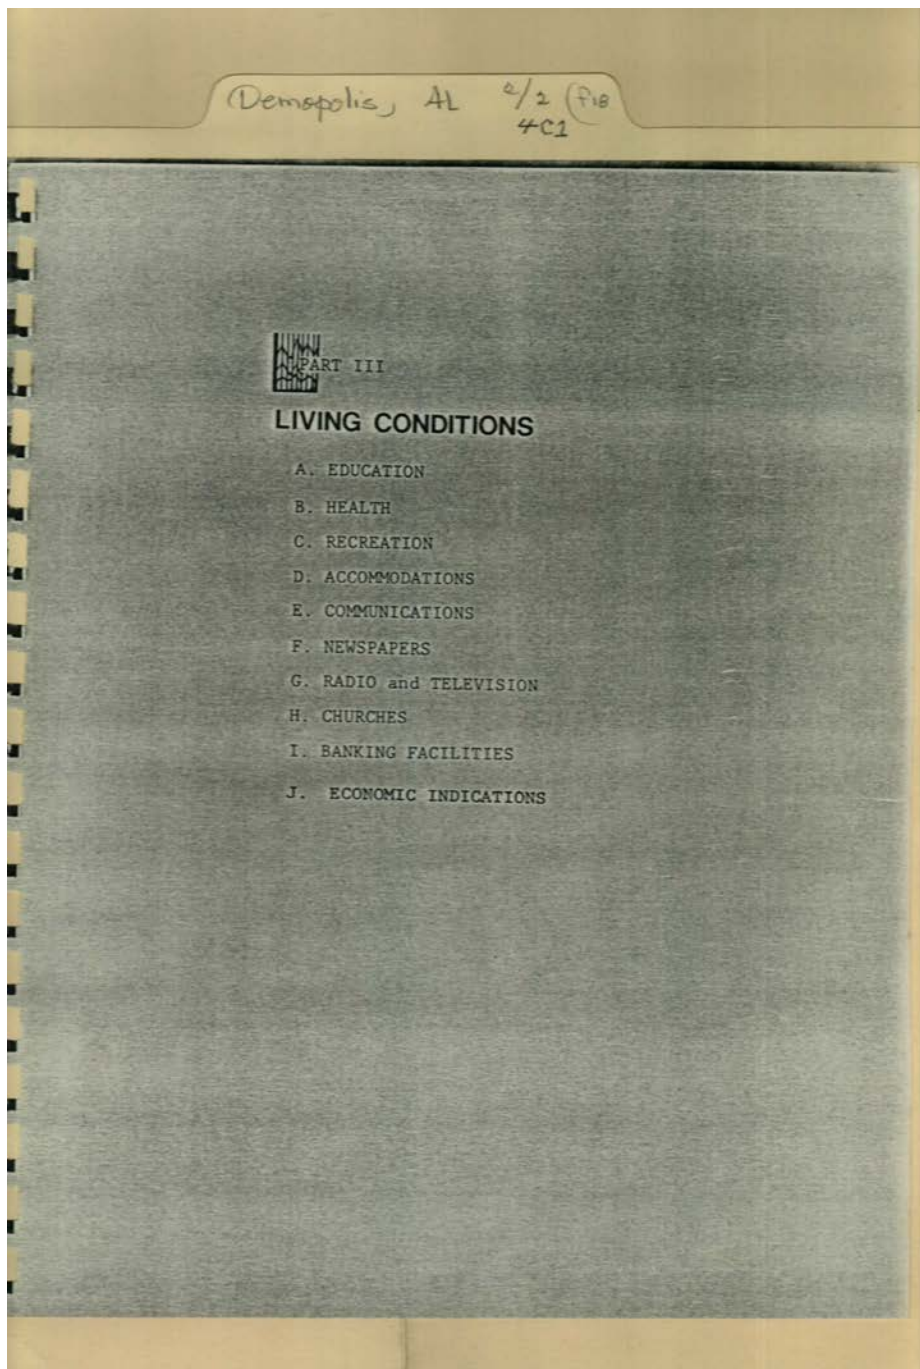 Demopolis, AL 2/2 (F18
4C1
PART III
LIVING CONDITIONS
A. EDUCATION
B. HEALTH
C. RECREATION
D. ACCOMMODATIONS
E. COMMUNICATIONS
F. NEWSPAPERS
G. RADIO and TELEVISION
H. CHURCHES
I. BANKING FACILITIES
J. ECONOMIC INDICATIONS